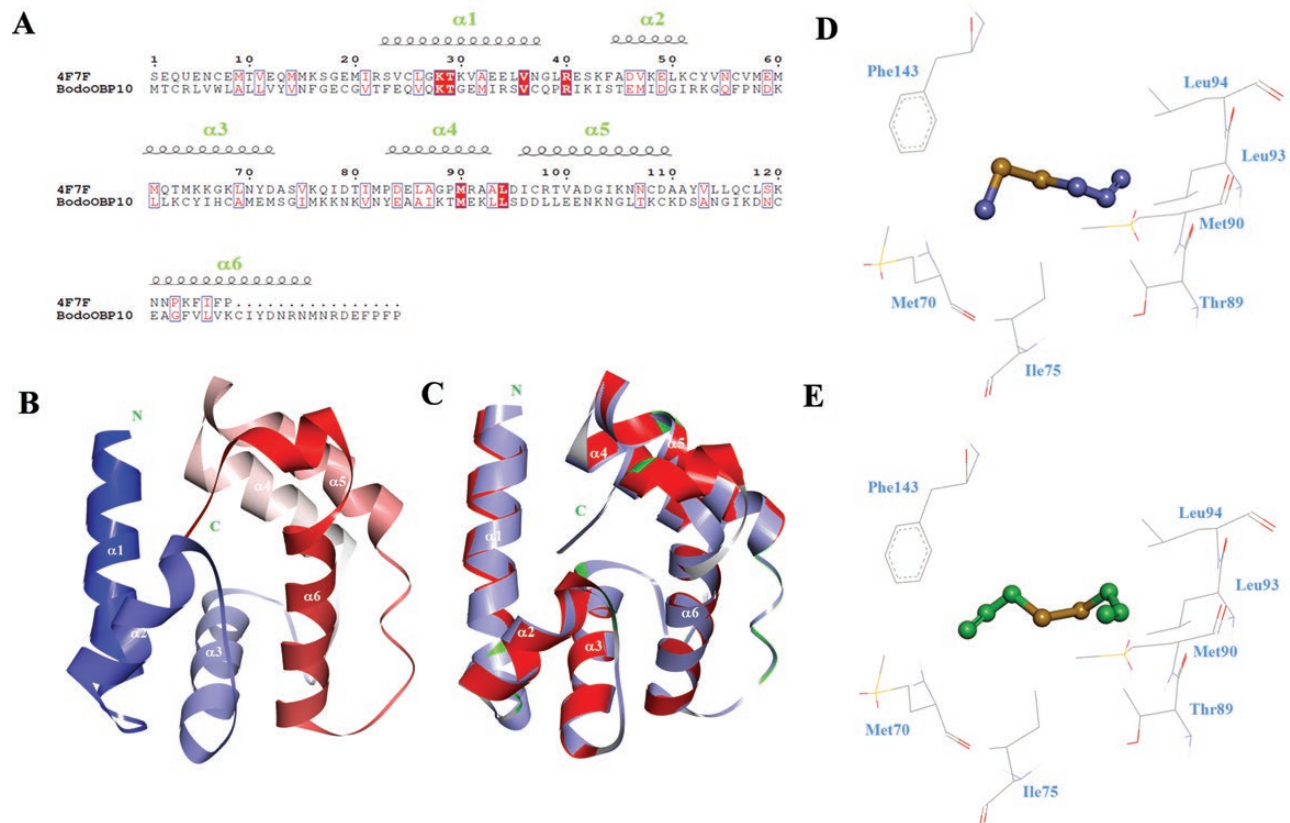 A
α1 α2
1 10 20 30 40 50 60
4F7F SEQUENCEMTVEQMMKSGEMIRSVCLGKTKVAEELVNGLRESKFADVKELKCYVNCVMEM
BodoOBP10 MTCRLVWLALLVYVNFGECGVTFEQVQKTGEMIRSVCQPRIKISTEMIDGIRKGQFPNDK
α3 α4 α5
70 80 90 100 110 120
4F7F MQTMKKGKLNYDASVKQIDTIMPDELAGPMRAALDICRTVADGIKNNCDAAYVLLQCLSK
BodoOBP10 LLKCYIHCAMEMSGIMKKNKVNYEAAIKTMEKLLSDDLLEENKNGLTKCKDSANGIKDNC
α6
4F7F NNPKFIFP................
BodoOBP10 EAGFVLVKCIYDNRNMNRDEFPFP
B
N
α1
α2
α3
α4
α5
α6
C
C
N
α1
α2
α3
α4
α5
α6
C
D
Phe143
Leu94
Leu93
Met90
Met70
Thr89
Ile75
E
Phe143
Leu94
Leu93
Met90
Met70
Thr89
Ile75